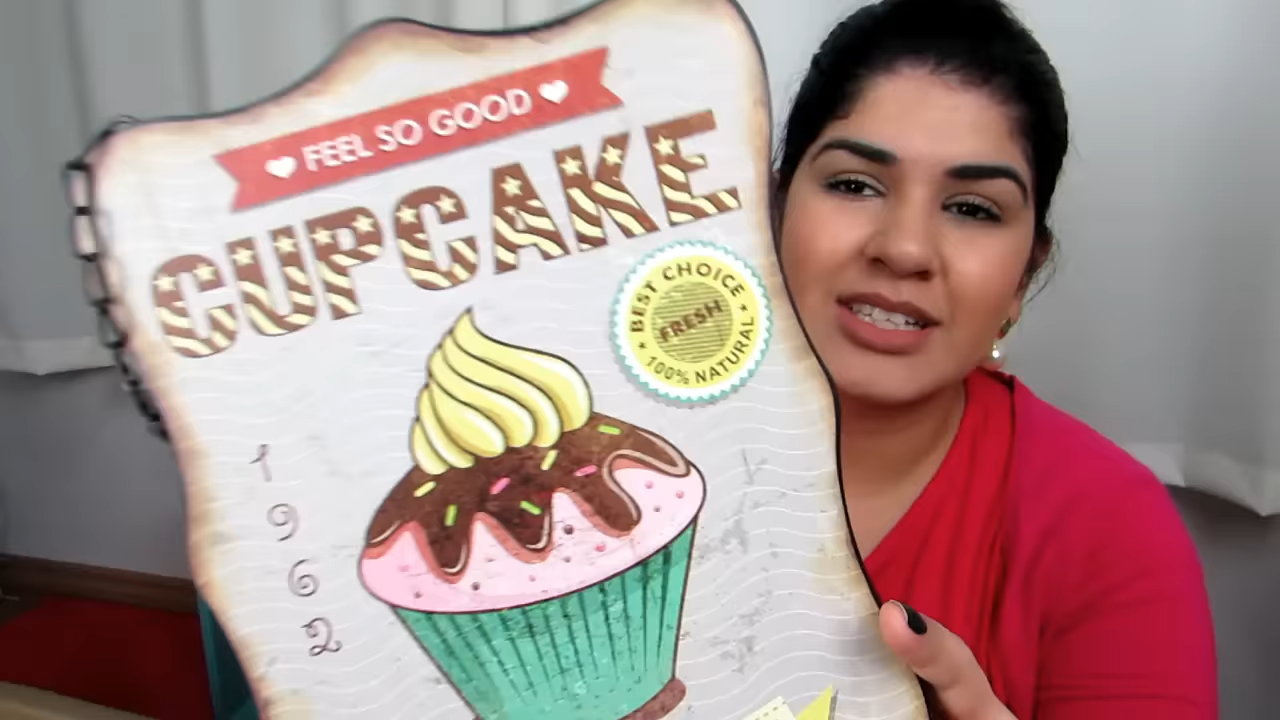 FEEL SO GOOD
CUPCAKE
BEST CHOICE
FRESH
100% NATURAL
1
9
6
2